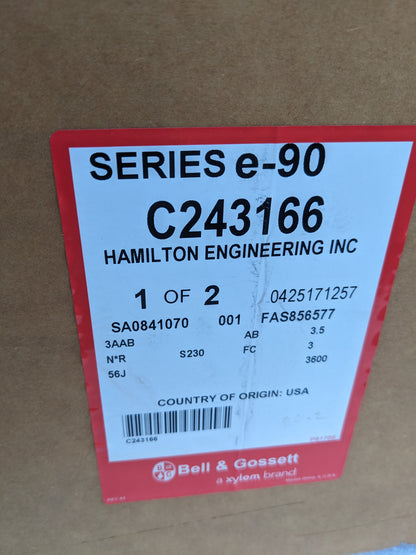 SERIES e-90
C243166
HAMILTON ENGINEERING INC
1 OF 2 0425171257
SA0841070 001 FAS856577
3AAB AB 3.5
N*R S230 FC 3
56J 3600
COUNTRY OF ORIGIN: USA
C243166
B G Bell & Gossett
a xylem brand